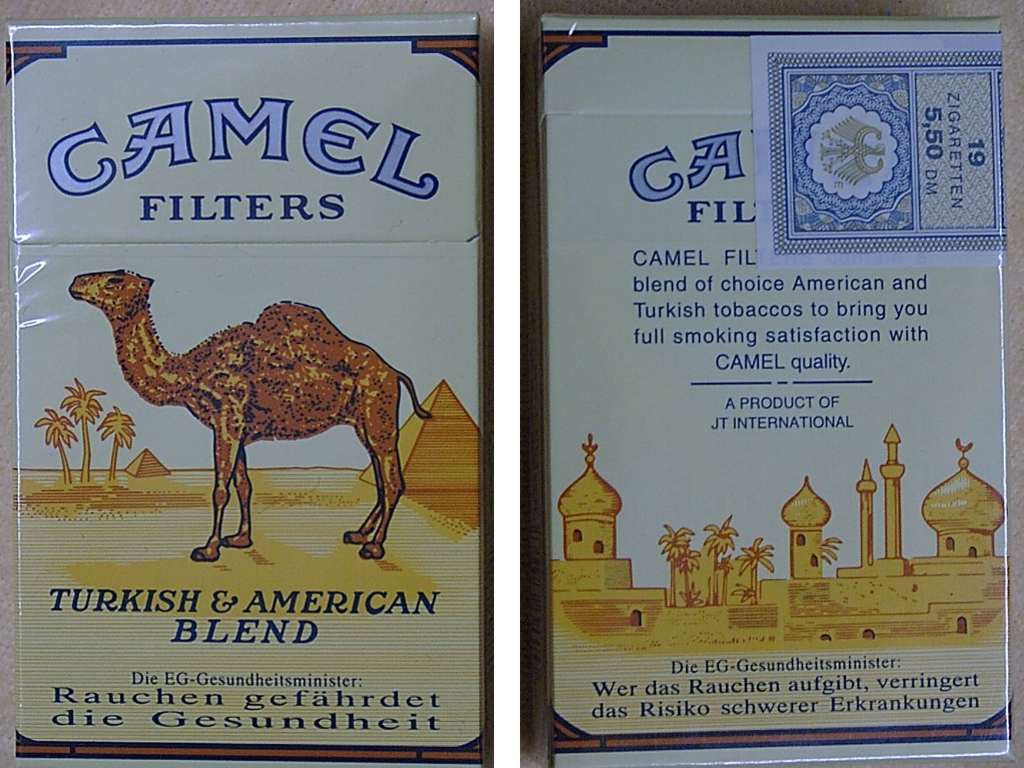 CAMEL
FILTERS
TURKISH & AMERICAN
BLEND
Die EG-Gesundheitsminister:
Rauchen gefährdet
die Gesundheit
CA
FIL
19
ZIGARETTEN
5,50 DM
CAMEL FIL
blend of choice American and
Turkish tobaccos to bring you
full smoking satisfaction with
CAMEL quality.
A PRODUCT OF
JT INTERNATIONAL
Die EG-Gesundheitsminister:
Wer das Rauchen aufgibt, verringert
das Risiko schwerer Erkrankungen